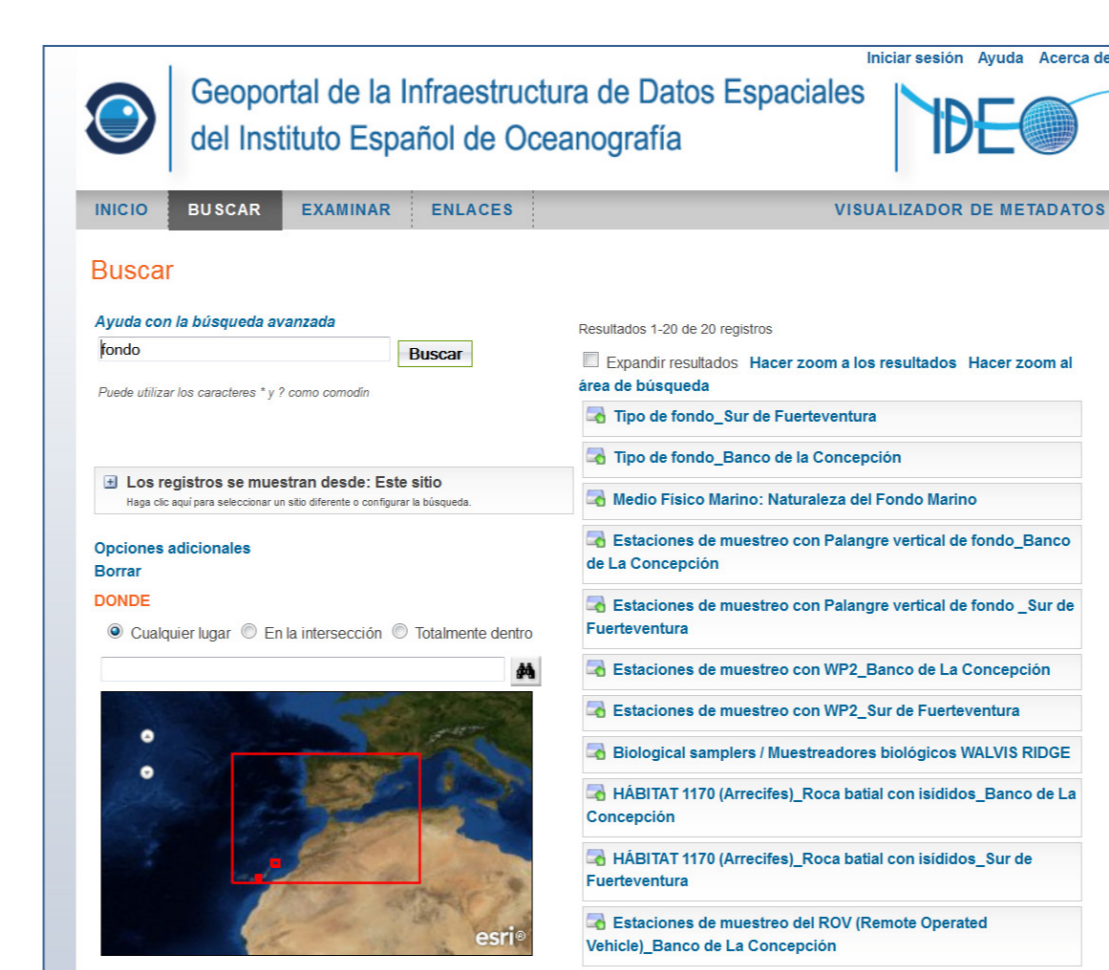 Iniciar sesión Ayuda Acerca de
Geoportal de la Infraestructura de Datos Espaciales
del Instituto Español de Oceanografía
IDEO
INICIO BUSCAR EXAMINAR ENLACES VISUALIZADOR DE METADATOS
Buscar
Ayuda con la búsqueda avanzada
fondo Buscar
Puede utilizar los caracteres * y ? como comodín
Los registros se muestran desde: Este sitio
Haga clic aquí para seleccionar un sitio diferente o configurar la búsqueda.
Opciones adicionales
Borrar
DONDE
Cualquier lugar En la intersección Totalmente dentro
esri
Resultados 1-20 de 20 registros
Expandir resultados Hacer zoom a los resultados Hacer zoom al
área de búsqueda
Tipo de fondo_Sur de Fuerteventura
Tipo de fondo_Banco de la Concepción
Medio Fisico Marino: Naturaleza del Fondo Marino
Estaciones de muestreo con Palangre vertical de fondo_Banco
de La Concepción
Estaciones de muestreo con Palangre vertical de fondo _Sur de
Fuerteventura
Estaciones de muestreo con WP2_Banco de La Concepción
Estaciones de muestreo con WP2_Sur de Fuerteventura
Biological samplers / Muestreadores biológicos WALVIS RIDGE
HÁBITAT 1170 (Arrecifes)_Roca batial con isídidos_Banco de La
Concepción
HÁBITAT 1170 (Arrecifes)_Roca batial con isídidos_Sur de
Fuerteventura
Estaciones de muestreo del ROV (Remote Operated
Vehicle)_Banco de La Concepción